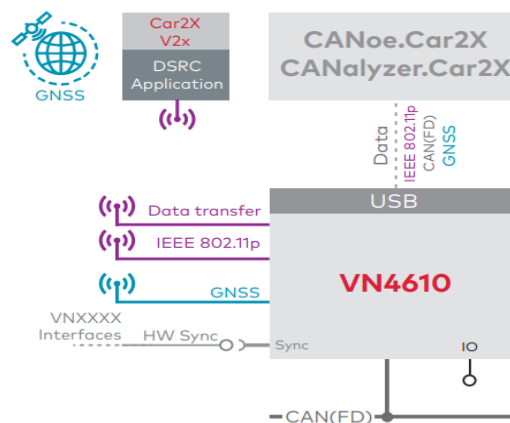 GNSS
Car2X
V2x
DSRC
Application
CANoe.Car2X
CANalyzer.Car2X
Data
IEEE 802.11p
CAN(FD)
GNSS
USB
Data transfer
IEEE 802.11p
GNSS
VN4610
VNXXXX
Interfaces
HW Sync
Sync
IO
CAN(FD)